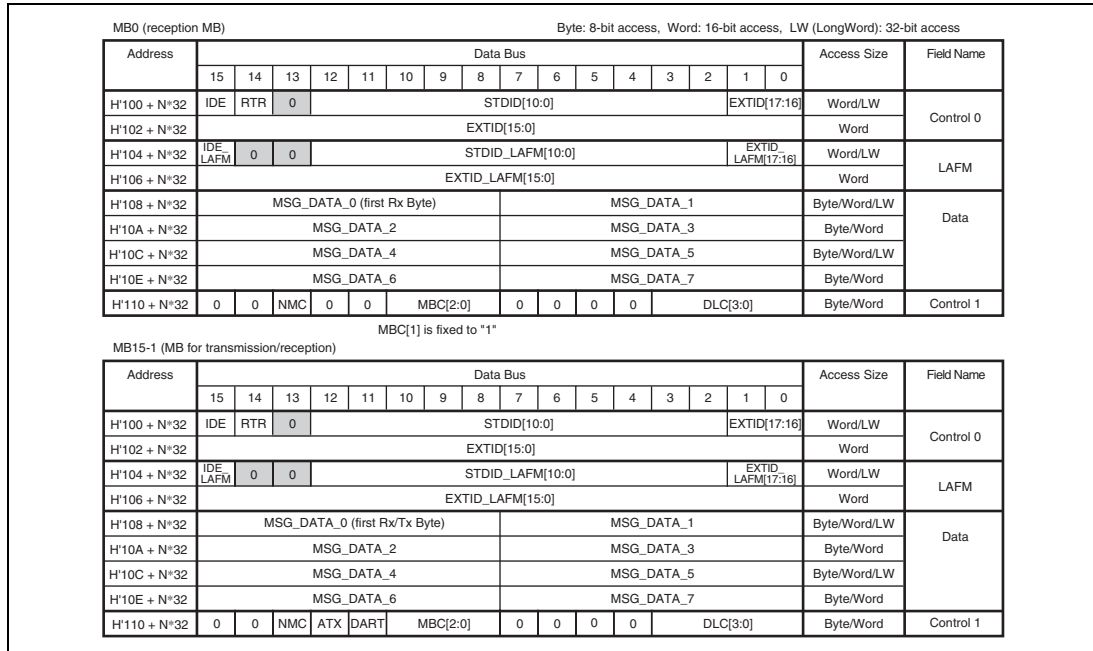 MB0 (reception MB) Byte: 8-bit access, Word: 16-bit access, LW (LongWord): 32-bit access
Address Data Bus Access Size Field Name
15 14 13 12 11 10 9 8 7 6 5 4 3 2 1 0
H'100 + N*32 IDE RTR 0 STDID[10:0] EXTID[17:16] Word/LW Control 0
H'102 + N*32 EXTID[15:0] Word
H'104 + N*32 IDE_LAFM 0 0 STDID_LAFM[10:0] EXTID_LAFM[17:16] Word/LW LAFM
H'106 + N*32 EXTID_LAFM[15:0] Word
H'108 + N*32 MSG_DATA_0 (first Rx Byte) MSG_DATA_1 Byte/Word/LW Data
H'10A + N*32 MSG_DATA_2 MSG_DATA_3 Byte/Word
H'10C + N*32 MSG_DATA_4 MSG_DATA_5 Byte/Word/LW
H'10E + N*32 MSG_DATA_6 MSG_DATA_7 Byte/Word
H'110 + N*32 0 0 NMC 0 0 MBC[2:0] 0 0 0 0 DLC[3:0] Byte/Word Control 1
MBC[1] is fixed to "1"
MB15-1 (MB for transmission/reception)
Address Data Bus Access Size Field Name
15 14 13 12 11 10 9 8 7 6 5 4 3 2 1 0
H'100 + N*32 IDE RTR 0 STDID[10:0] EXTID[17:16] Word/LW Control 0
H'102 + N*32 EXTID[15:0] Word
H'104 + N*32 IDE_LAFM 0 0 STDID_LAFM[10:0] EXTID_LAFM[17:16] Word/LW LAFM
H'106 + N*32 EXTID_LAFM[15:0] Word
H'108 + N*32 MSG_DATA_0 (first Rx/Tx Byte) MSG_DATA_1 Byte/Word/LW Data
H'10A + N*32 MSG_DATA_2 MSG_DATA_3 Byte/Word
H'10C + N*32 MSG_DATA_4 MSG_DATA_5 Byte/Word/LW
H'10E + N*32 MSG_DATA_6 MSG_DATA_7 Byte/Word
H'110 + N*32 0 0 NMC ATX DART MBC[2:0] 0 0 0 0 DLC[3:0] Byte/Word Control 1